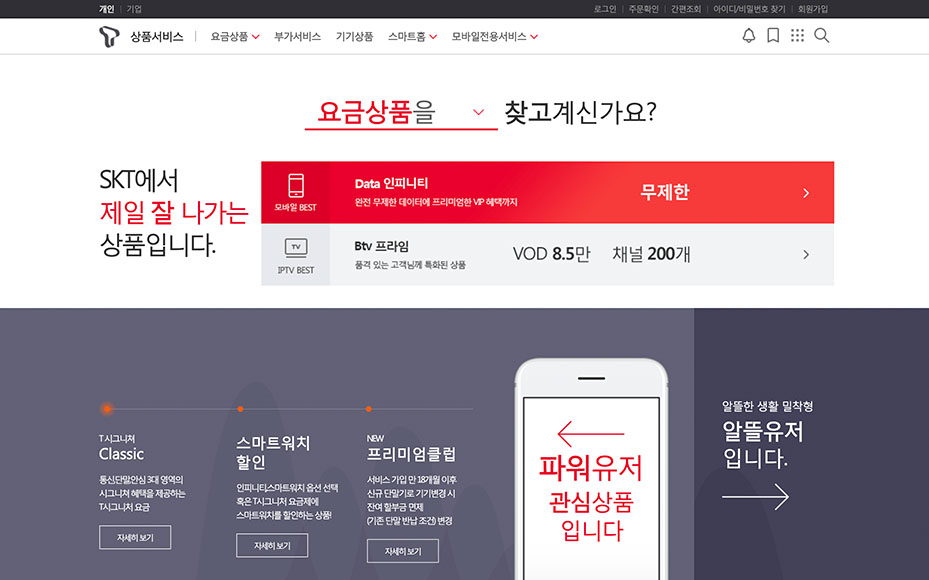 개인 | 기업
로그인 | 주문확인 | 간편조회 | 아이디/비밀번호 찾기 | 회원가입
상품서비스 | 요금상품 부가서비스 기기상품 스마트홈 모바일전용서비스
요금상품을 찾고계신가요?
SKT에서
제일 잘 나가는
상품입니다.
모바일 BEST
Data 인피니티
완전 무제한 데이터에 프리미엄한 VIP 혜택까지
무제한
IPTV BEST
Btv 프라임
품격 있는 고객님께 특화된 상품
VOD 8.5만 채널 200개
T시그니처
Classic
통신/단말/안심 3대 영역의
시그니처 혜택을 제공하는
T시그니처 요금
자세히 보기
스마트워치
할인
인피니티스마트워치 옵션 선택
혹은 T시그니처 요금제에
스마트워치를 할인하는 상품!
자세히 보기
NEW
프리미엄클럽
서비스 가입 만 18개월 이후
신규 단말기로 기기변경 시
잔여 할부금 면제
(기존 단말 반납 조건) 변경
자세히 보기
파워유저
관심상품
입니다
알뜰한 생활 밀착형
알뜰유저
입니다.